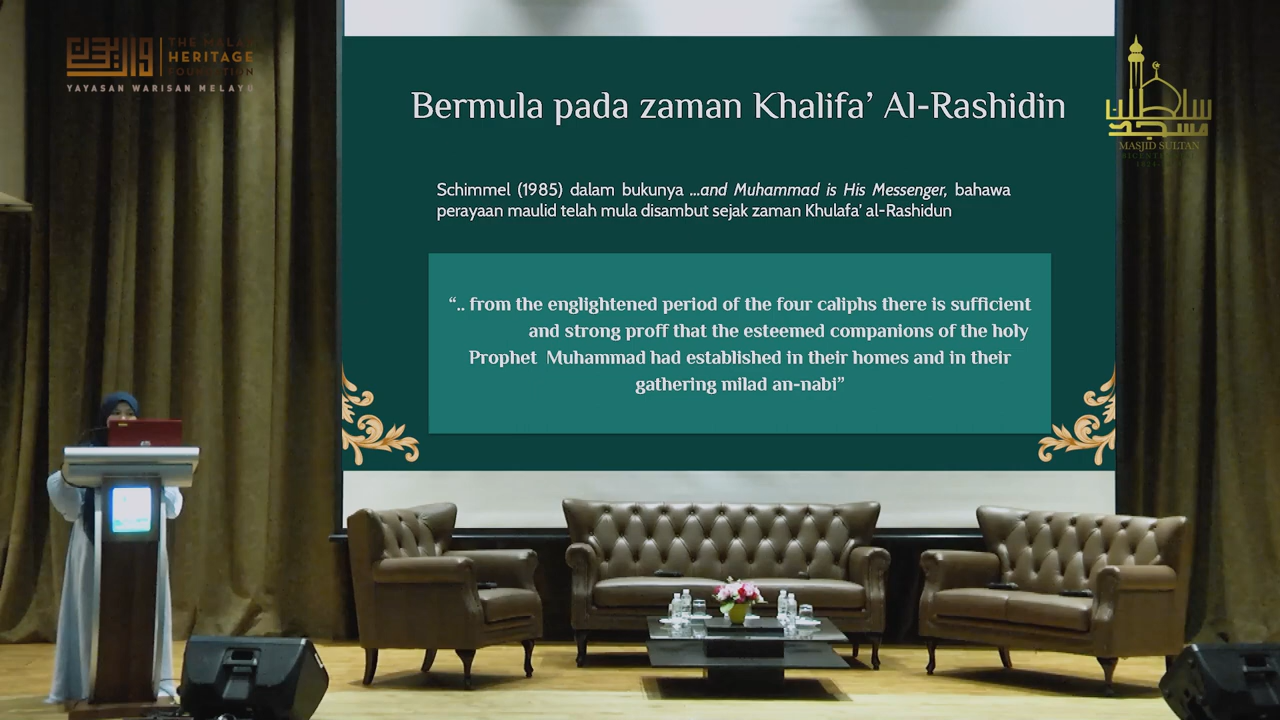 THE MALAY
HERITAGE
FOUNDATION
YAYASAN WARISAN MELAYU
سلطان
مسجد
MASJID SULTAN
Bermula pada zaman Khalifa’ Al-Rashidin
Schimmel (1985) dalam bukunya ...and Muhammad is His Messenger, bahawa
perayaan maulid telah mula disambut sejak zaman Khulafa’ al-Rashidun
“.. from the englightened period of the four caliphs there is sufficient
and strong proff that the esteemed companions of the holy
Prophet Muhammad had established in their homes and in their
gathering milad an-nabi”